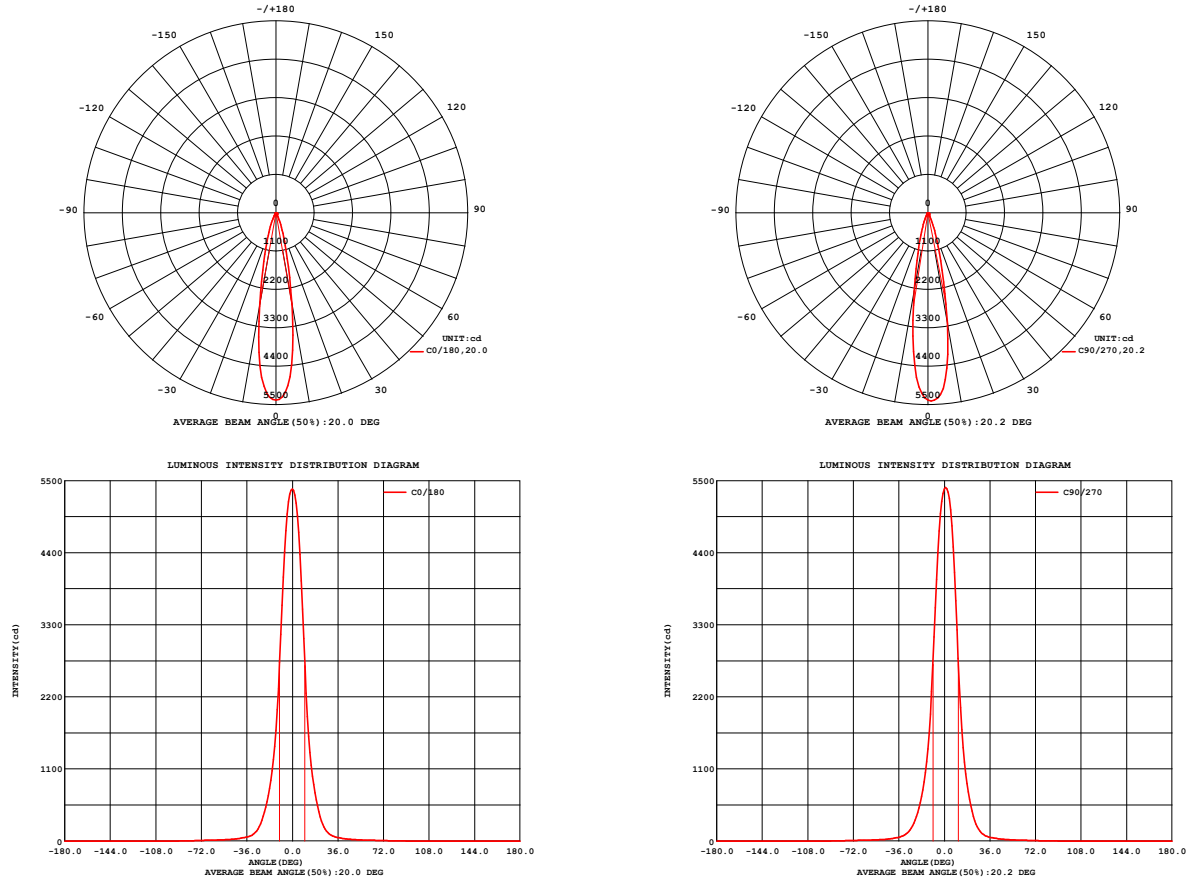 -/+180
-150
150
-120
120
-90
90
-60
60
-30
30
0
0
1100
2200
3300
4400
5500
UNIT:cd
C0/180,20.0
AVERAGE BEAM ANGLE(50%):20.0 DEG
-/+180
-150
150
-120
120
-90
90
-60
60
-30
30
0
0
1100
2200
3300
4400
5500
UNIT:cd
C90/270,20.2
AVERAGE BEAM ANGLE(50%):20.2 DEG
LUMINOUS INTENSITY DISTRIBUTION DIAGRAM
C0/180
INTENSITY(cd)
5500
4400
3300
2200
1100
0
-180.0 -144.0 -108.0 -72.0 -36.0 0.0 36.0 72.0 108.0 144.0 180.0
ANGLE(DEG)
AVERAGE BEAM ANGLE(50%):20.0 DEG
LUMINOUS INTENSITY DISTRIBUTION DIAGRAM
C90/270
INTENSITY(cd)
5500
4400
3300
2200
1100
0
-180.0 -144.0 -108.0 -72.0 -36.0 0.0 36.0 72.0 108.0 144.0 180.0
ANGLE(DEG)
AVERAGE BEAM ANGLE(50%):20.2 DEG